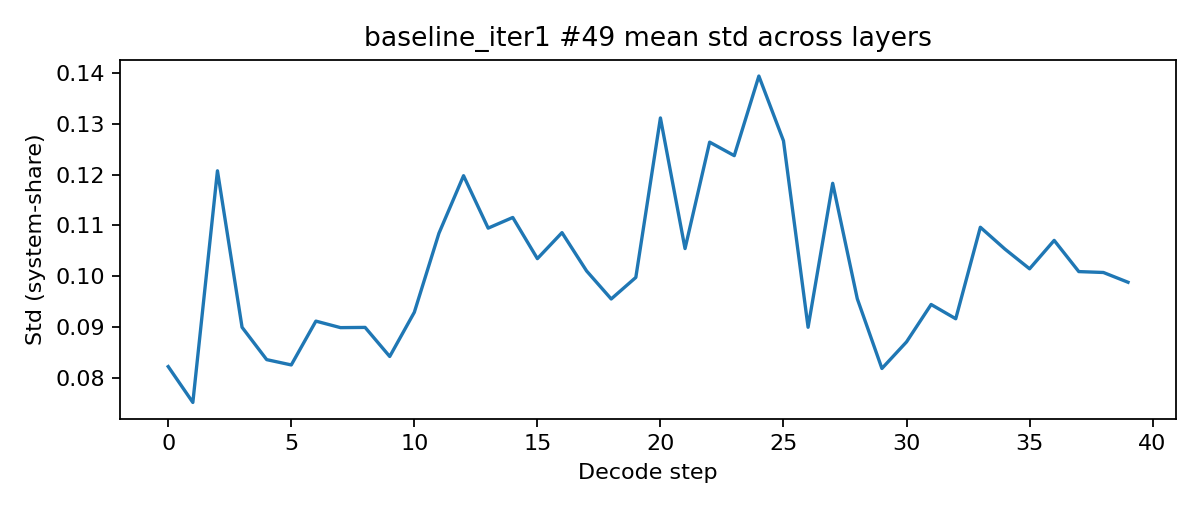 baseline_iter1 #49 mean std across layers
Std (system-share)
0.14
0.13
0.12
0.11
0.10
0.09
0.08
0 5 10 15 20 25 30 35 40
Decode step